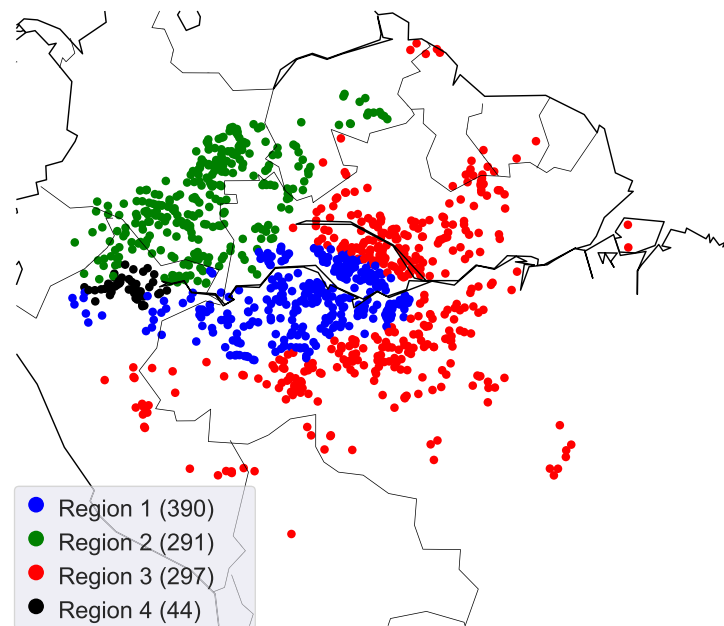 Region 1 (390)
Region 2 (291)
Region 3 (297)
Region 4 (44)